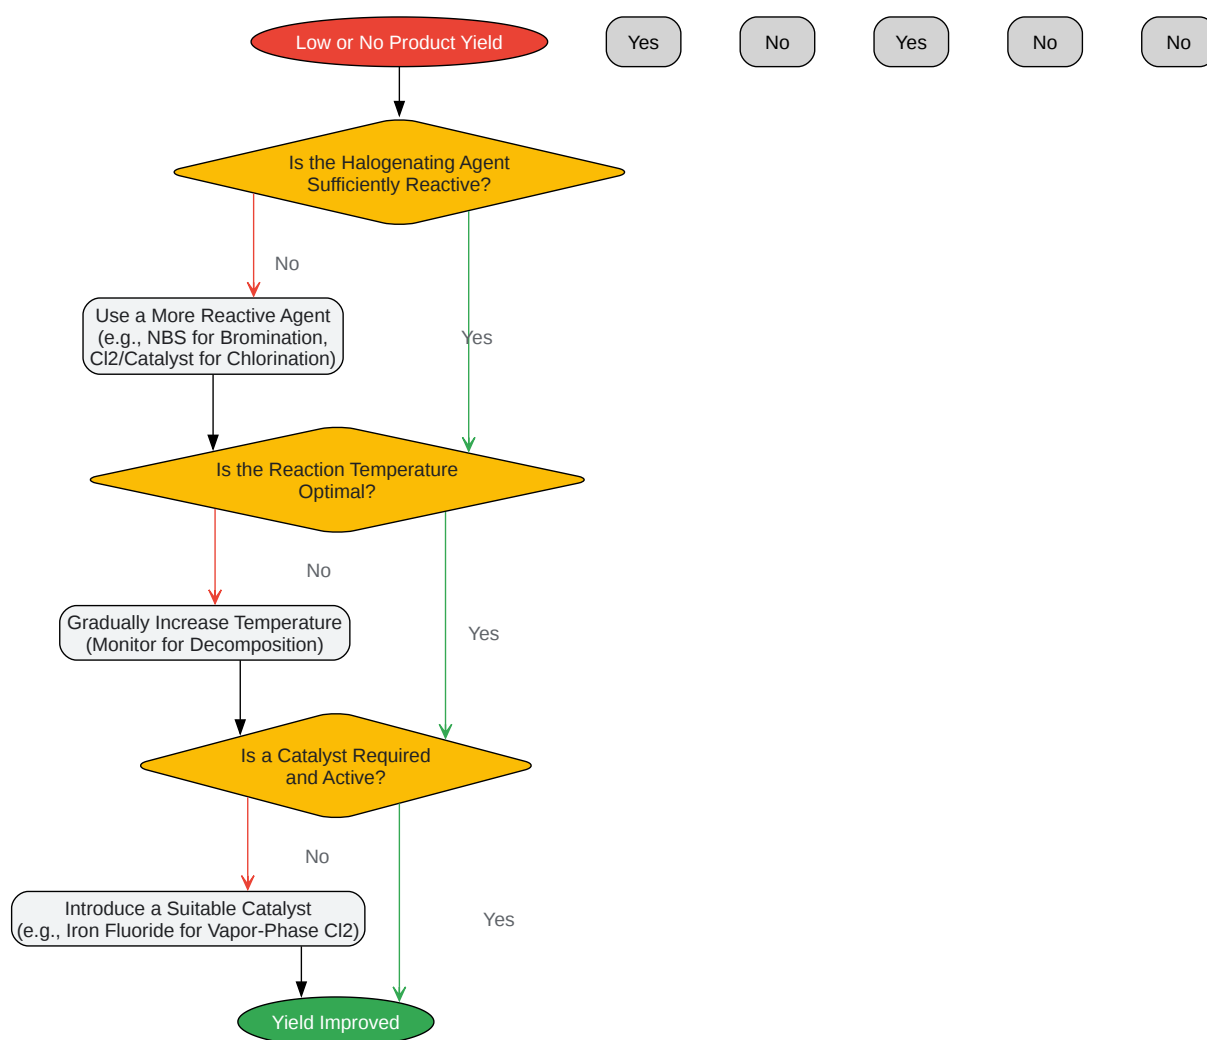 Low or No Product Yield
Yes
No
Yes
No
No
Is the Halogenating Agent
Sufficiently Reactive?
No
Use a More Reactive Agent
(e.g., NBS for Bromination,
Cl2/Catalyst for Chlorination)
Yes
Is the Reaction Temperature
Optimal?
No
Gradually Increase Temperature
(Monitor for Decomposition)
Yes
Is a Catalyst Required
and Active?
No
Introduce a Suitable Catalyst
(e.g., Iron Fluoride for Vapor-Phase Cl2)
Yes
Yield Improved